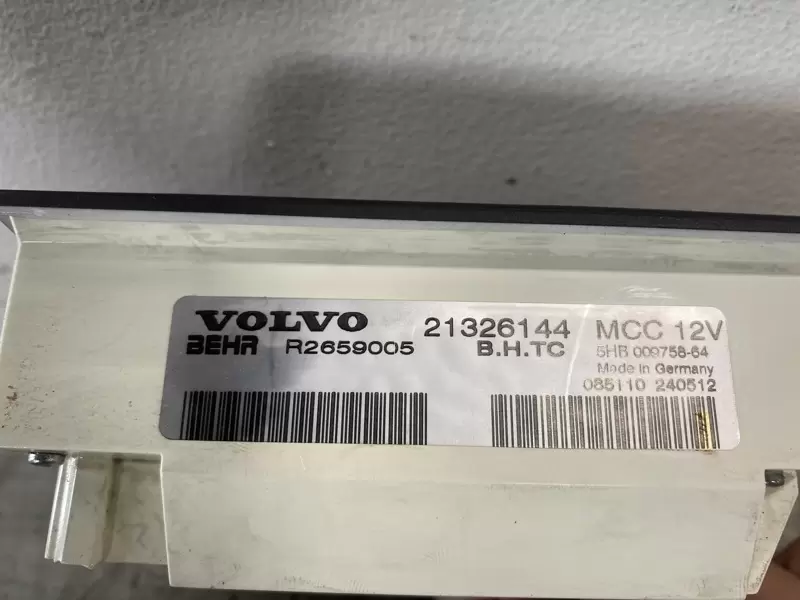 VOLVO 21326144 MCC 12V
BEHR R2659005 B.H.TC 5HB 009758-64
Made in Germany
085110 240512